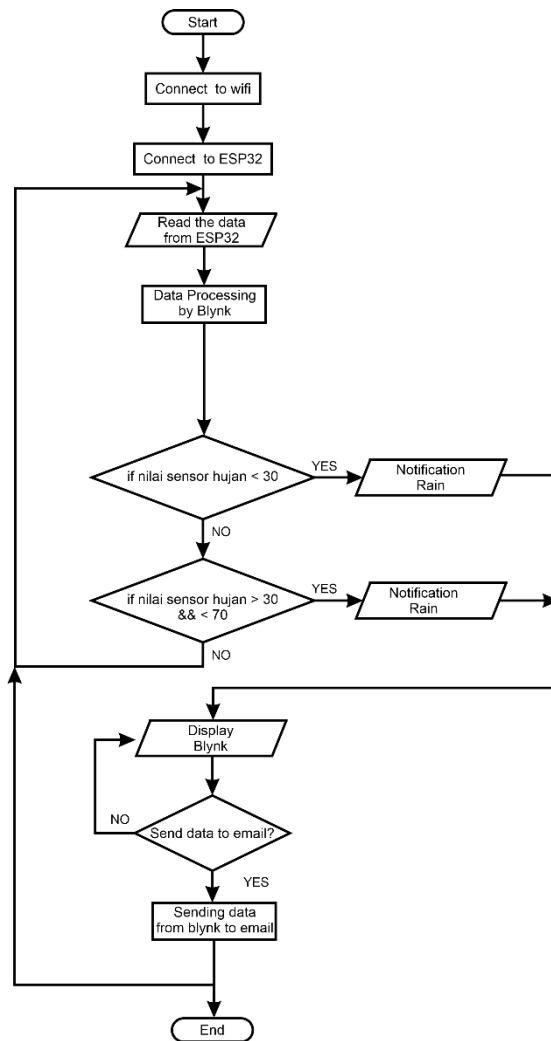 Start
Connect to wifi
Connect to ESP32
Read the data
from ESP32
Data Processing
by Blynk
if nilai sensor hujan < 30
YES
Notification
Rain
NO
if nilai sensor hujan > 30
&& < 70
YES
Notification
Rain
NO
Display
Blynk
NO
Send data to email?
YES
Sending data
from blynk to email
End